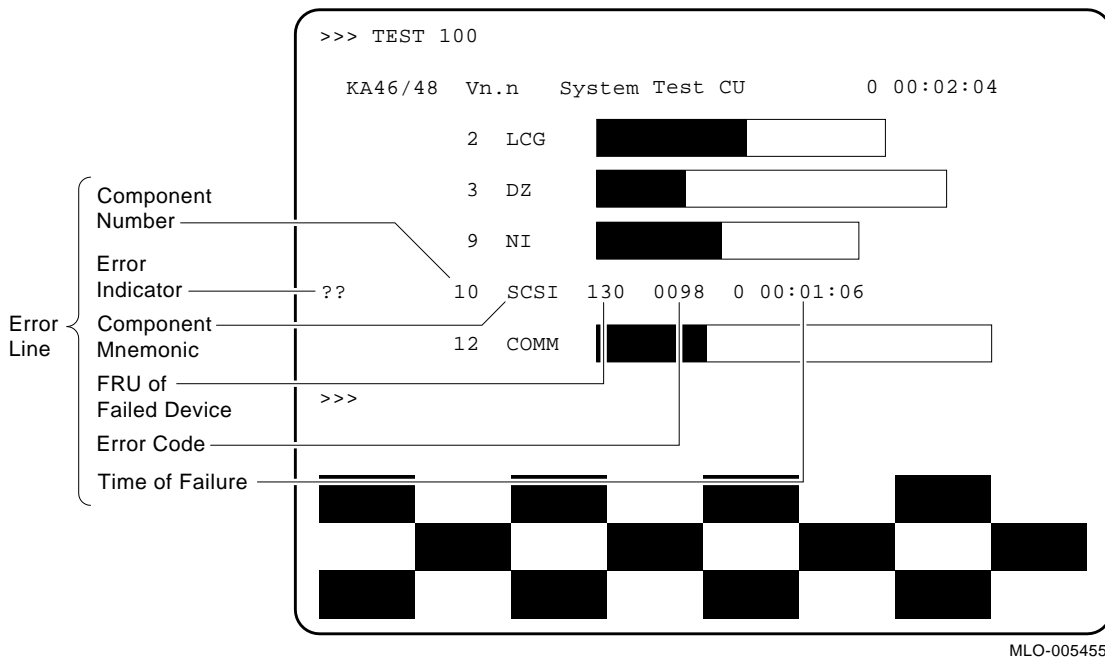 >>> TEST 100
KA46/48 Vn.n System Test CU 0 00:02:04
2 LCG
3 DZ
9 NI
?? 10 SCSI 130 0098 0 00:01:06
12 COMM
>>>
Error
Line
Component
Number
Error
Indicator
Component
Mnemonic
FRU of
Failed Device
Error Code
Time of Failure
MLO-005455